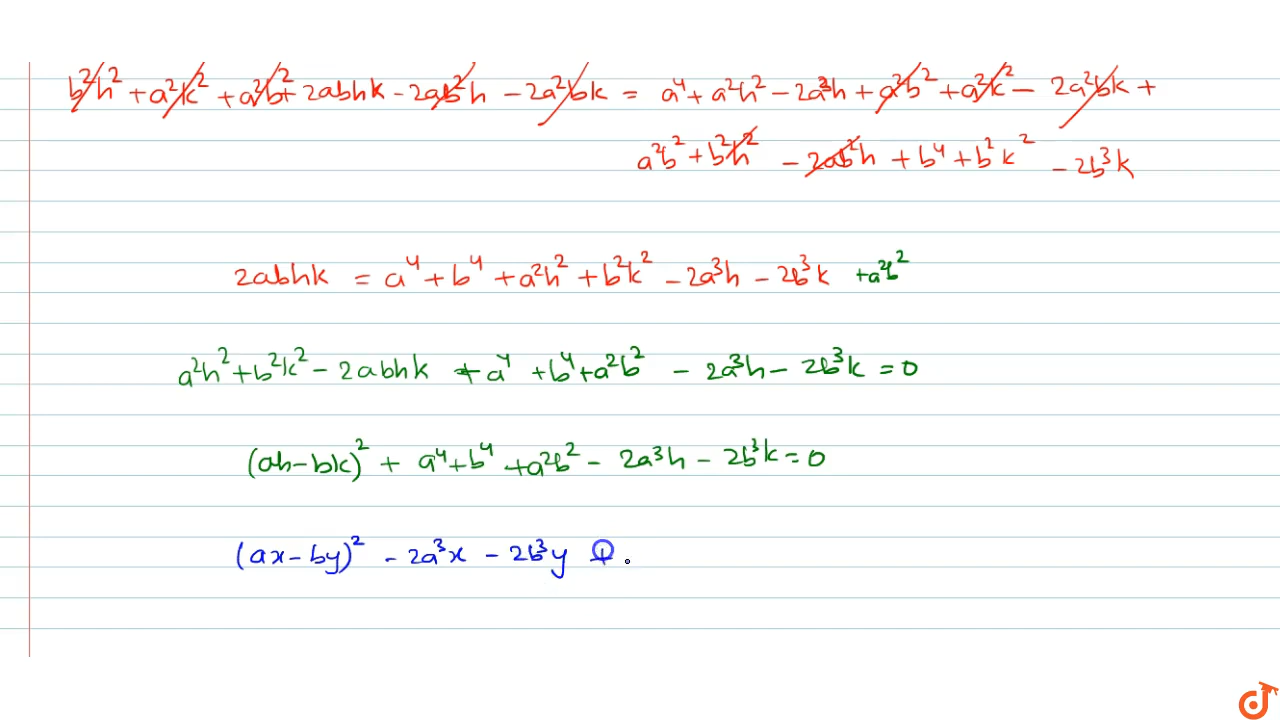 b²h² + a²k² + a²b² + 2abhk - 2ab²h - 2a²bk = a⁴ + a²h² - 2a³h + a²b² + a²k² - 2a²bk +
a²b² + b²h² - 2ab²h + b⁴ + b²k² - 2b³k
2abhk = a⁴ + b⁴ + a²h² + b²k² - 2a³h - 2b³k + a²b²
a²h² + b²k² - 2abhk + a⁴ + b⁴ + a²b² - 2a³h - 2b³k = 0
(ah - bk)² + a⁴ + b⁴ + a²b² - 2a³h - 2b³k = 0
(ax - by)² - 2a³x - 2b³y +